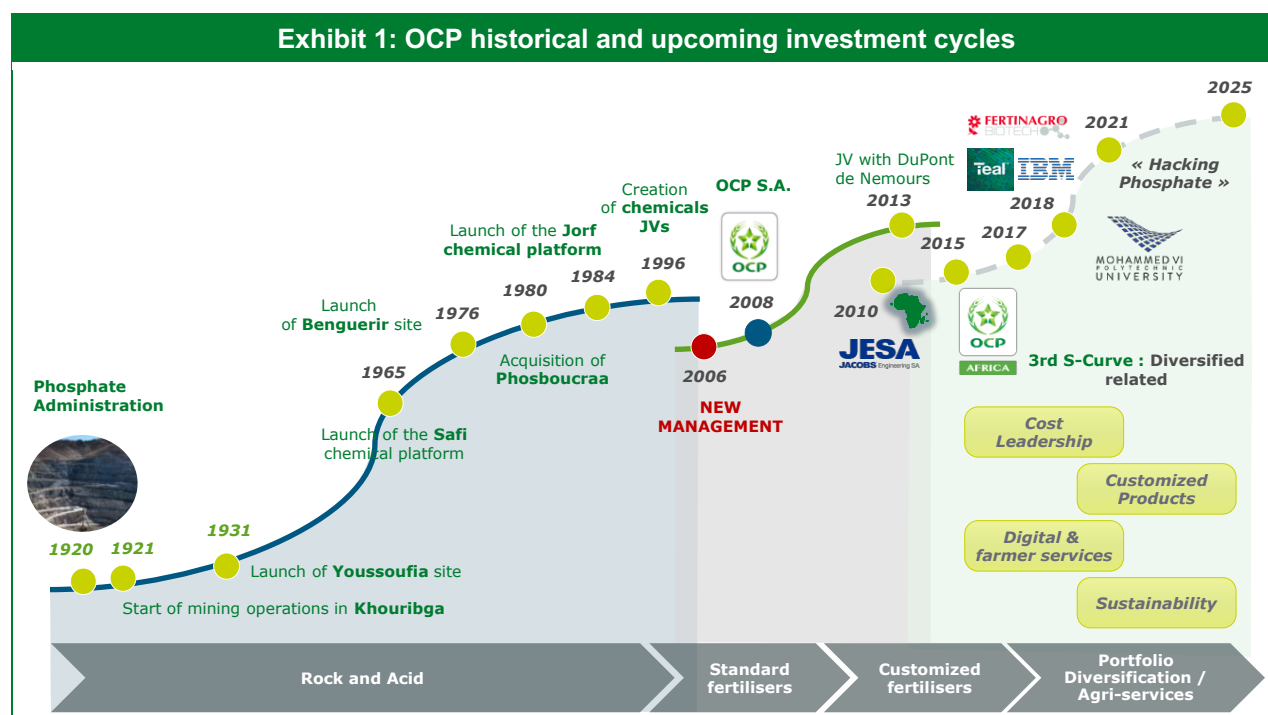 Exhibit 1: OCP historical and upcoming investment cycles
Phosphate
Administration
1920
1921
Start of mining operations in Khouribga
1931
Launch of Youssoufia site
1965
Launch of the Safi
chemical platform
Launch
of Benguerir site
1976
1980
Acquisition of
Phosboucraa
Launch of the Jorf
chemical platform
1984
Creation
of chemicals
JVs
1996
2006
NEW
MANAGEMENT
OCP S.A.
OCP
2008
JV with DuPont
de Nemours
2013
2010
JESA
JACOBS Engineering SA
2015
OCP
AFRICA
2017
2018
FERTINAGRO
BIOTECH
Teal
IBM
2021
2025
« Hacking
Phosphate »
MOHAMMED VI
POLYTECHNIC
UNIVERSITY
3rd S-Curve : Diversified
related
Cost
Leadership
Customized
Products
Digital &
farmer services
Sustainability
Rock and Acid
Standard
fertilisers
Customized
fertilisers
Portfolio
Diversification /
Agri-services